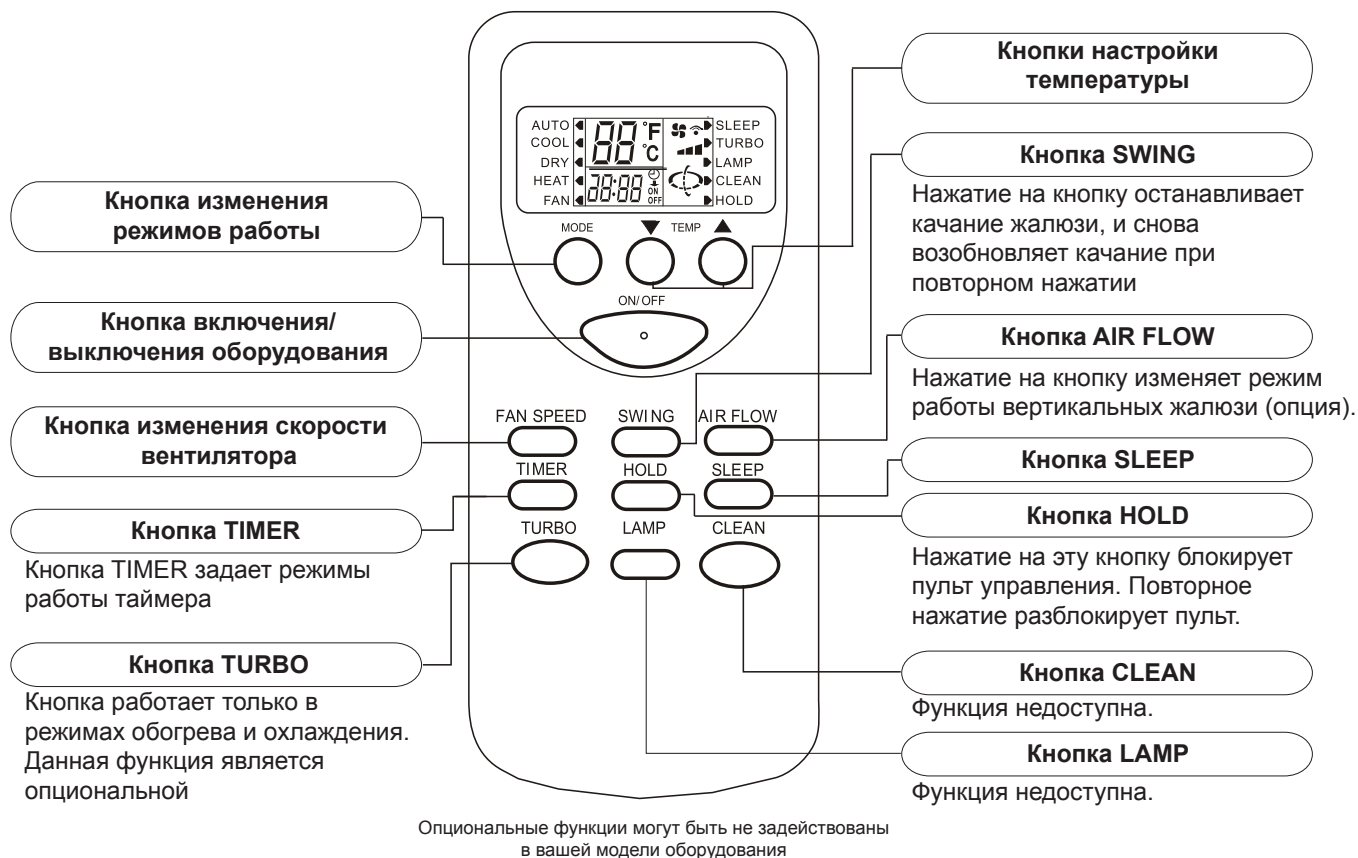 Кнопка изменения
режимов работы
Кнопка включения/
выключения оборудования
Кнопка изменения скорости
вентилятора
Кнопка TIMER
Кнопка TIMER задает режимы
работы таймера
Кнопка TURBO
Кнопка работает только в
режимах обогрева и охлаждения.
Данная функция является
опциональной
AUTO
COOL
DRY
HEAT
FAN
88 °F
°C
88:88 ON
OFF
SLEEP
TURBO
LAMP
CLEAN
HOLD
MODE ▼ TEMP ▲
ON/OFF
FAN SPEED SWING AIR FLOW
TIMER HOLD SLEEP
TURBO LAMP CLEAN
Кнопки настройки
температуры
Кнопка SWING
Нажатие на кнопку останавливает
качание жалюзи, и снова
возобновляет качание при
повторном нажатии
Кнопка AIR FLOW
Нажатие на кнопку изменяет режим
работы вертикальных жалюзи (опция).
Кнопка SLEEP
Кнопка HOLD
Нажатие на эту кнопку блокирует
пульт управления. Повторное
нажатие разблокирует пульт.
Кнопка CLEAN
Функция недоступна.
Кнопка LAMP
Функция недоступна.
Опциональные функции могут быть не задействованы
в вашей модели оборудования